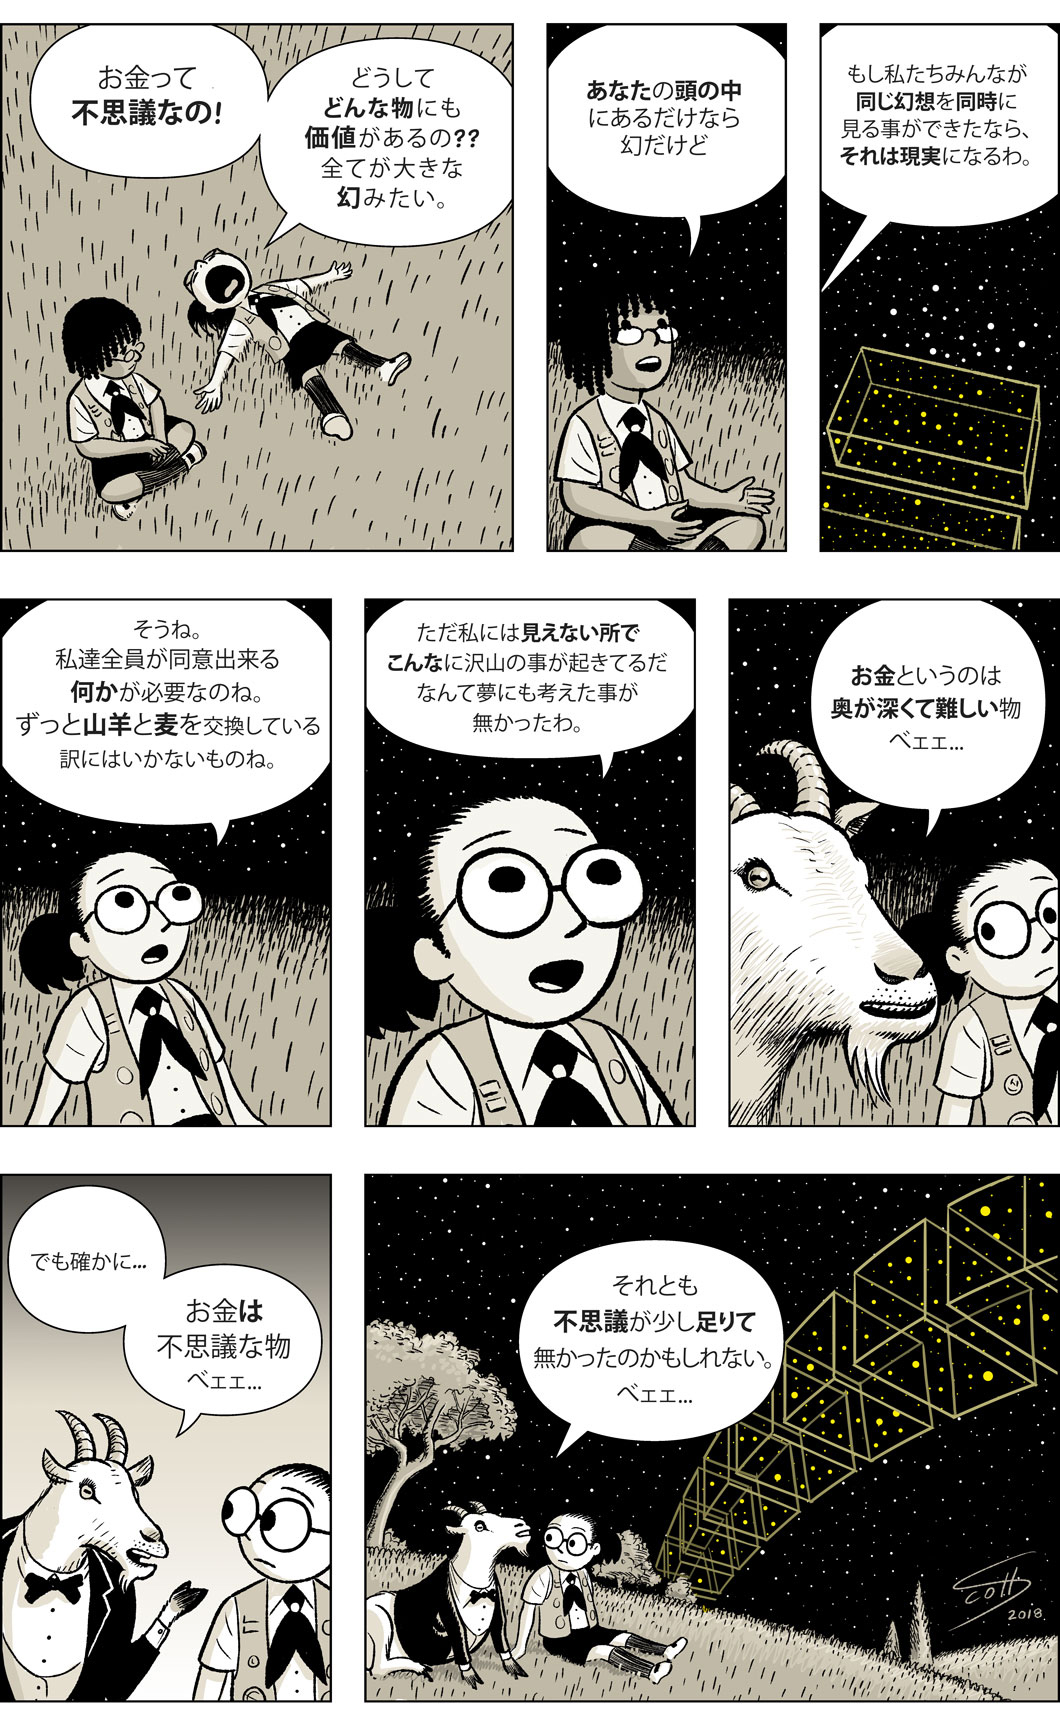 お金って
不思議なの!
どうして
どんな物にも
価値があるの??
全てが大きな
幻みたい。
あなたの頭の中
にあるだけなら
幻だけど
もし私たちみんなが
同じ幻想を同時に
見る事ができたなら、
それは現実になるわ。
そうね。
私達全員が同意出来る
何かが必要なのね。
ずっと山羊と麦を交換している
訳にはいかないものね。
ただ私には見えない所で
こんなに沢山の事が起きてるだ
なんて夢にも考えた事が
無かったわ。
お金というのは
奥が深くて難しい物
ベェェ...
でも確かに...
お金は
不思議な物
ベェェ...
それとも
不思議が少し足りて
無かったのかもしれない。
ベェェ...
Scott
2018